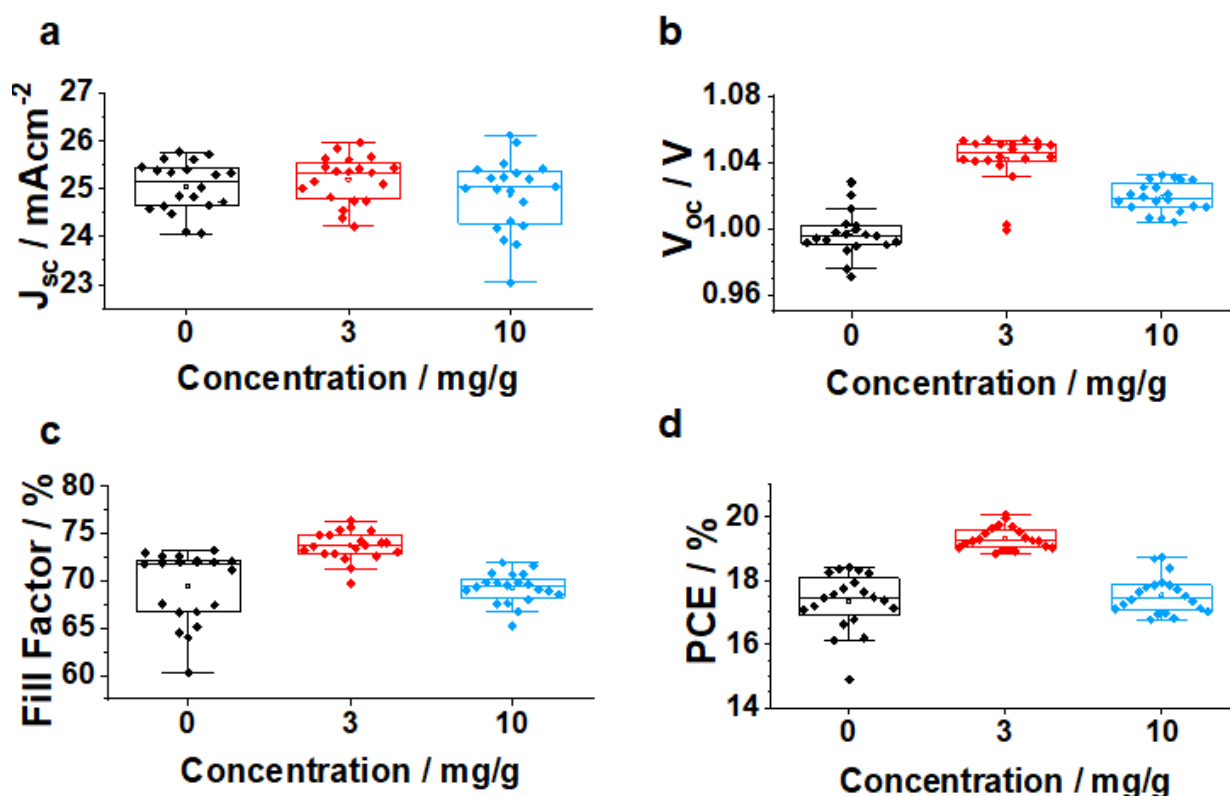 a
J_sc / mAcm^-2
27
26
25
24
23
0 3 10
Concentration / mg/g
b
V_oc / V
1.08
1.04
1.00
0.96
0 3 10
Concentration / mg/g
c
Fill Factor / %
80
75
70
65
60
0 3 10
Concentration / mg/g
d
PCE / %
20
18
16
14
0 3 10
Concentration / mg/g